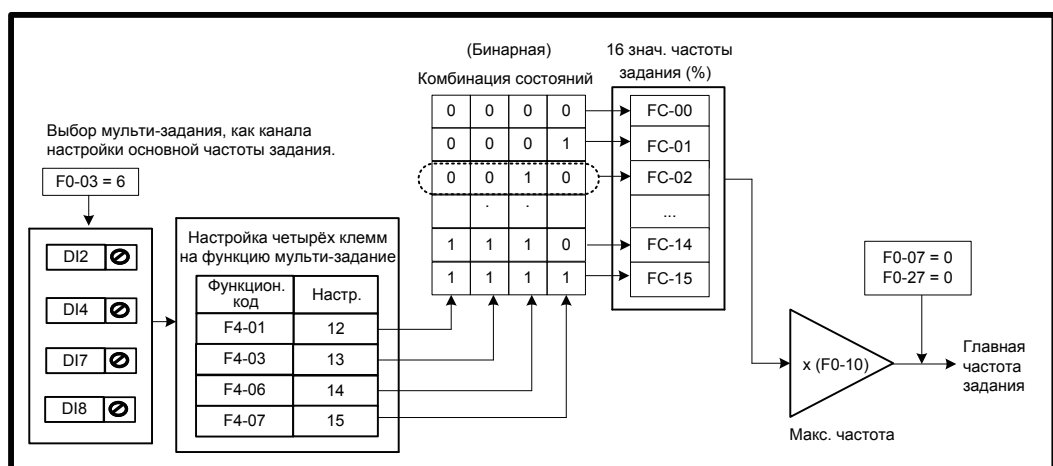 (Бинарная)
Комбинация состояний
16 знач. частоты
задания (%)
Выбор мульти-задания, как канала
настройки основной частоты задания.
F0-03 = 6
DI2
DI4
DI7
DI8
Настройка четырёх клемм
на функцию мульти-задание
Функцион.
код
Настр.
F4-01 12
F4-03 13
F4-06 14
F4-07 15
0 0 0 0
0 0 0 1
0 0 1 0
. .
1 1 1 0
1 1 1 1
FC-00
FC-01
FC-02
...
FC-14
FC-15
x (F0-10)
Макс. частота
F0-07 = 0
F0-27 = 0
Главная
частота
задания